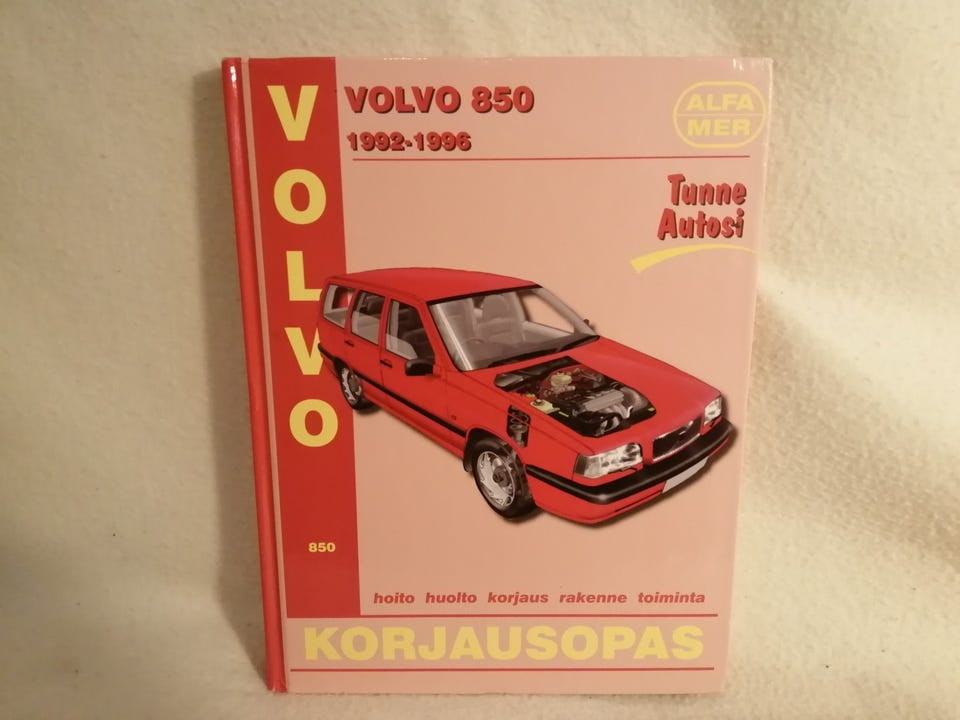 VOLVO
VOLVO 850
1992-1996
ALFA
MER
Tunne
Autosi
850
hoito huolto korjaus rakenne toiminta
KORJAUSOPAS